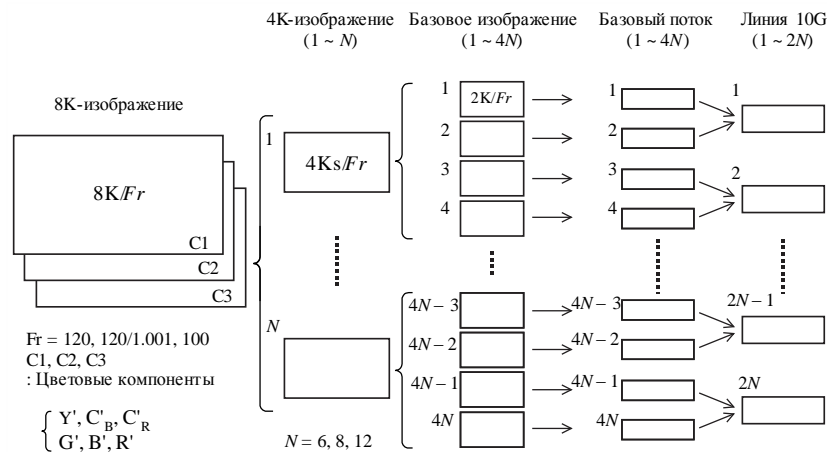 4K-изображение Базовое изображение Базовый поток Линия 10G
(1 ~ N) (1 ~ 4N) (1 ~ 4N) (1 ~ 2N)
8K-изображение
8K/Fr
C1
C2
C3
Fr = 120, 120/1.001, 100
C1, C2, C3
: Цветовые компоненты
Y', C'B, C'R
G', B', R'
1
4Ks/Fr
N
N = 6, 8, 12
1
2K/Fr
2
3
4
4N – 3
4N – 2
4N – 1
4N
1
2
3
4
4N – 3
4N – 2
4N – 1
4N
1
2
2N – 1
2N